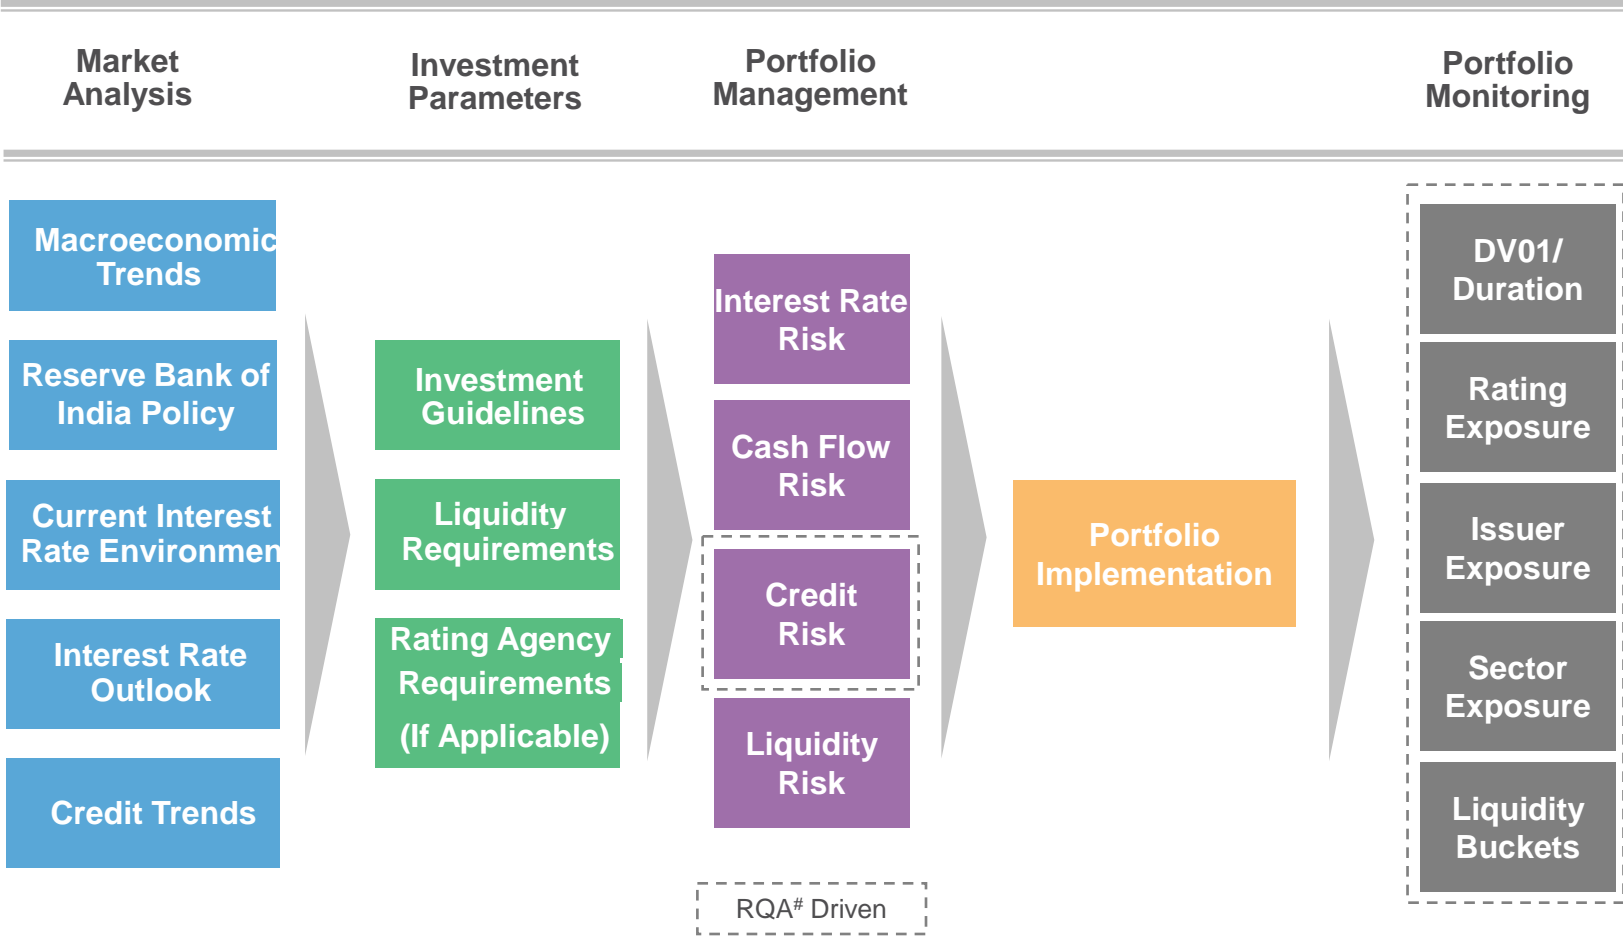 Market
Analysis
Investment
Parameters
Portfolio
Management
Portfolio
Monitoring
Macroeconomic
Trends
Reserve Bank of
India Policy
Current Interest
Rate Environmen
Interest Rate
Outlook
Credit Trends
Investment
Guidelines
Liquidity
Requirements
Rating Agency
Requirements
(If Applicable)
Interest Rate
Risk
Cash Flow
Risk
Credit
Risk
Liquidity
Risk
RQA# Driven
Portfolio
Implementation
DV01/
Duration
Rating
Exposure
Issuer
Exposure
Sector
Exposure
Liquidity
Buckets